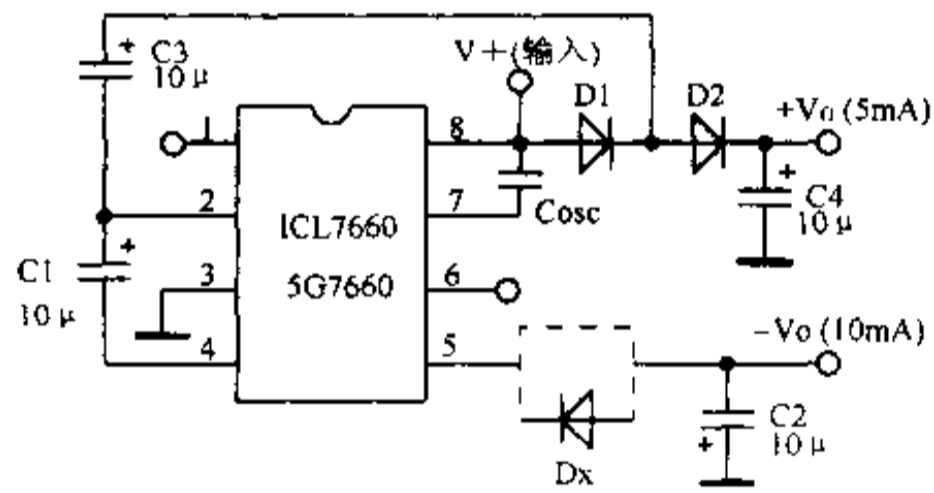 C3
10μ
V+(输入)
D1
D2
+Vo (5mA)
1
8
2
7
Cosc
C4
10μ
ICL7660
C1
10μ
3
5G7660
6
4
5
-Vo (10mA)
Dx
C2
10μ